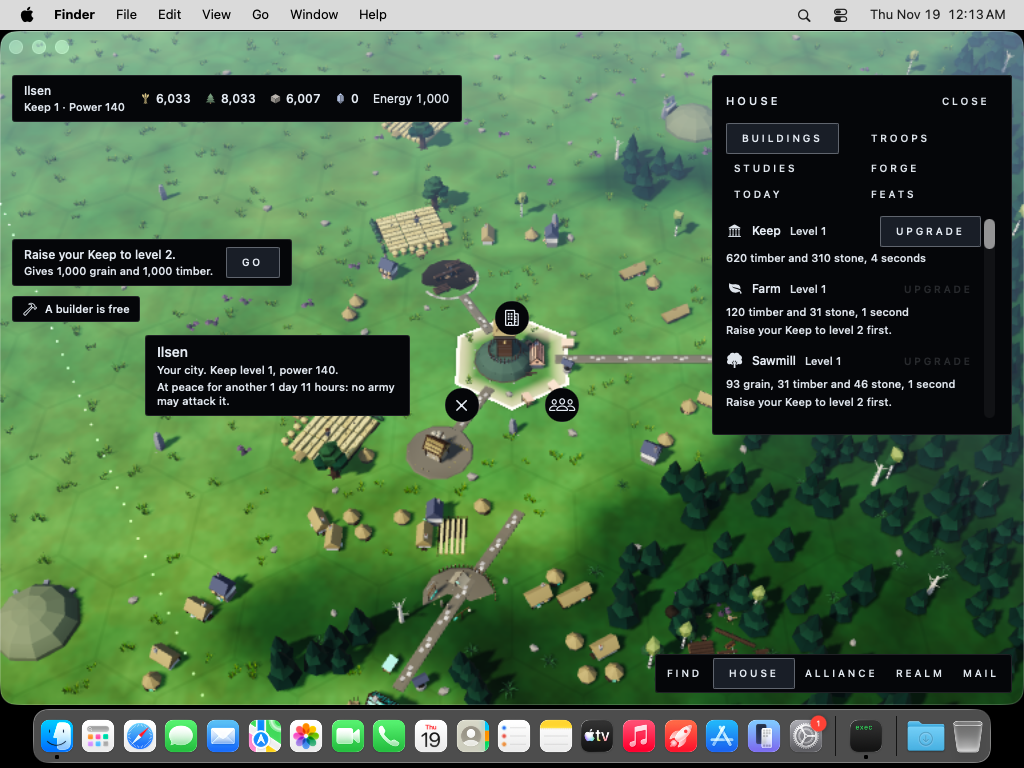 Finder File Edit View Go Window Help Thu Nov 19 12:13 AM
Ilsen
Keep 1 · Power 140
6,033 8,033 6,007 0 Energy 1,000
Raise your Keep to level 2.
Gives 1,000 grain and 1,000 timber.
GO
A builder is free
Ilsen
Your city. Keep level 1, power 140.
At peace for another 1 day 11 hours: no army
may attack it.
HOUSE CLOSE
BUILDINGS TROOPS
STUDIES FORGE
TODAY FEATS
Keep Level 1 UPGRADE
620 timber and 310 stone, 4 seconds
Farm Level 1 UPGRADE
120 timber and 31 stone, 1 second
Raise your Keep to level 2 first.
Sawmill Level 1 UPGRADE
93 grain, 31 timber and 46 stone, 1 second
Raise your Keep to level 2 first.
FIND HOUSE ALLIANCE REALM MAIL
Thu
19
tv
1
exec